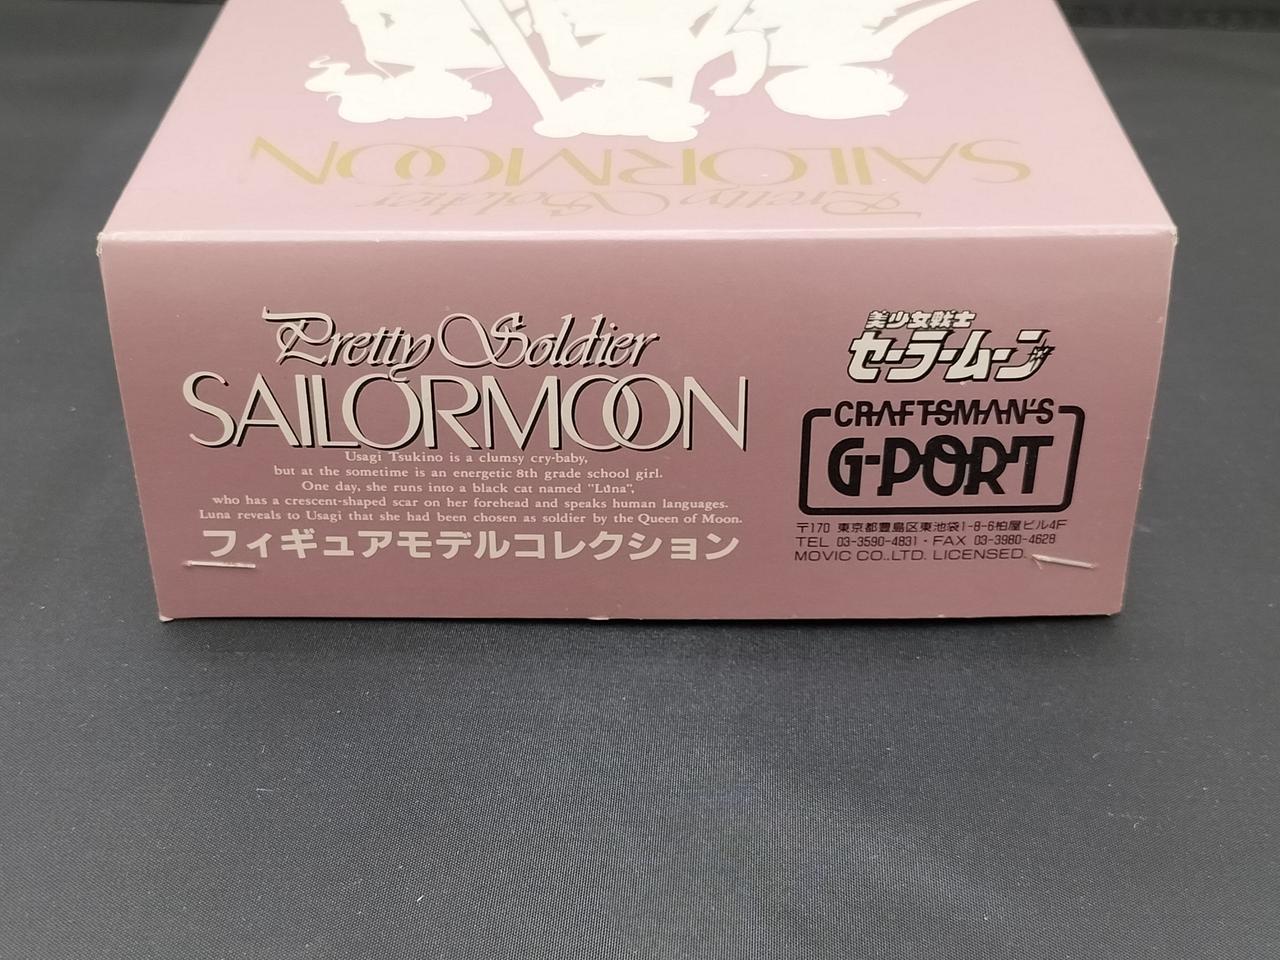 SAILORMOON
Pretty Soldier
Pretty Soldier
SAILORMOON
Usagi Tsukino is a clumsy cry-baby,
but at the sometime is an energetic 8th grade school girl.
One day, she runs into a black cat named "Luna",
who has a crescent-shaped scar on her forehead and speaks human languages.
Luna reveals to Usagi that she had been chosen as soldier by the Queen of Moon.
フィギュアモデルコレクション
美少女戦士
セーラームーン
CRAFTSMAN'S
G-PORT
〒170 東京都豊島区東池袋1-8-6柏屋ビル4F
TEL 03-3590-4831・FAX 03-3980-4628
MOVIC CO.,LTD. LICENSED.